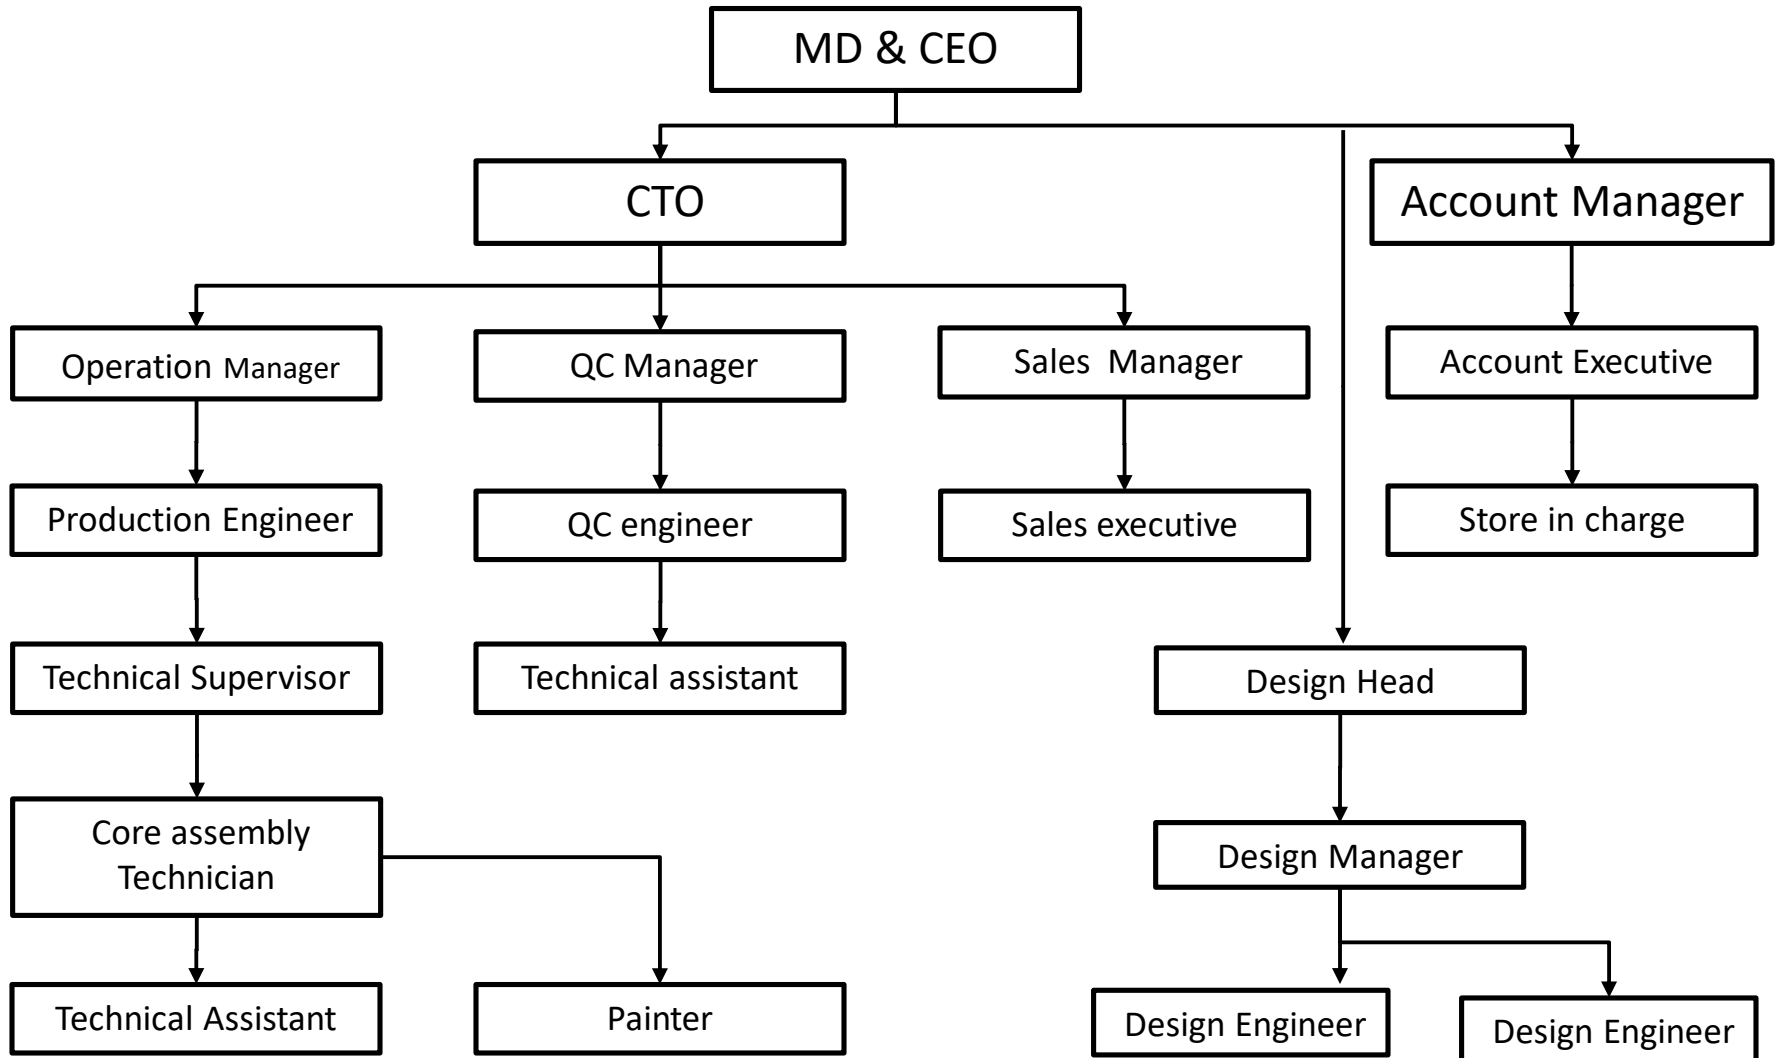 MD & CEO
CTO
Account Manager
Operation Manager
QC Manager
Sales Manager
Account Executive
Production Engineer
QC engineer
Sales executive
Store in charge
Technical Supervisor
Technical assistant
Design Head
Core assembly
Technician
Design Manager
Technical Assistant
Painter
Design Engineer
Design Engineer